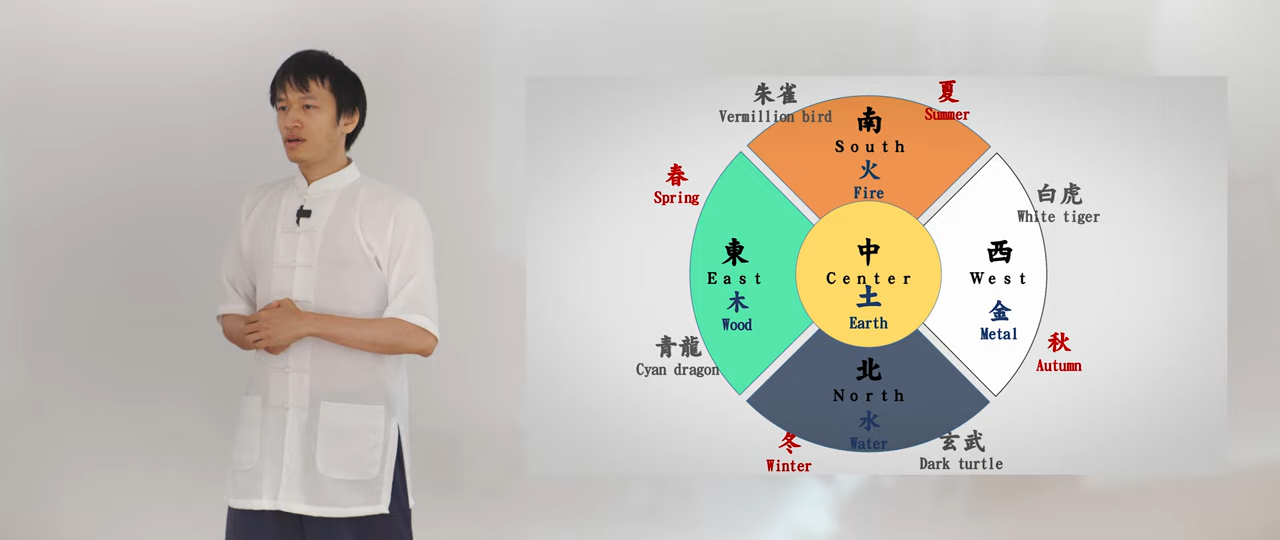 朱雀
Vermillion bird
夏
Summer
南
South
火
Fire
春
Spring
白虎
White tiger
東
East
木
Wood
中
Center
土
Earth
西
West
金
Metal
青龍
Cyan dragon
秋
Autumn
北
North
水
Water
冬
Winter
玄武
Dark turtle